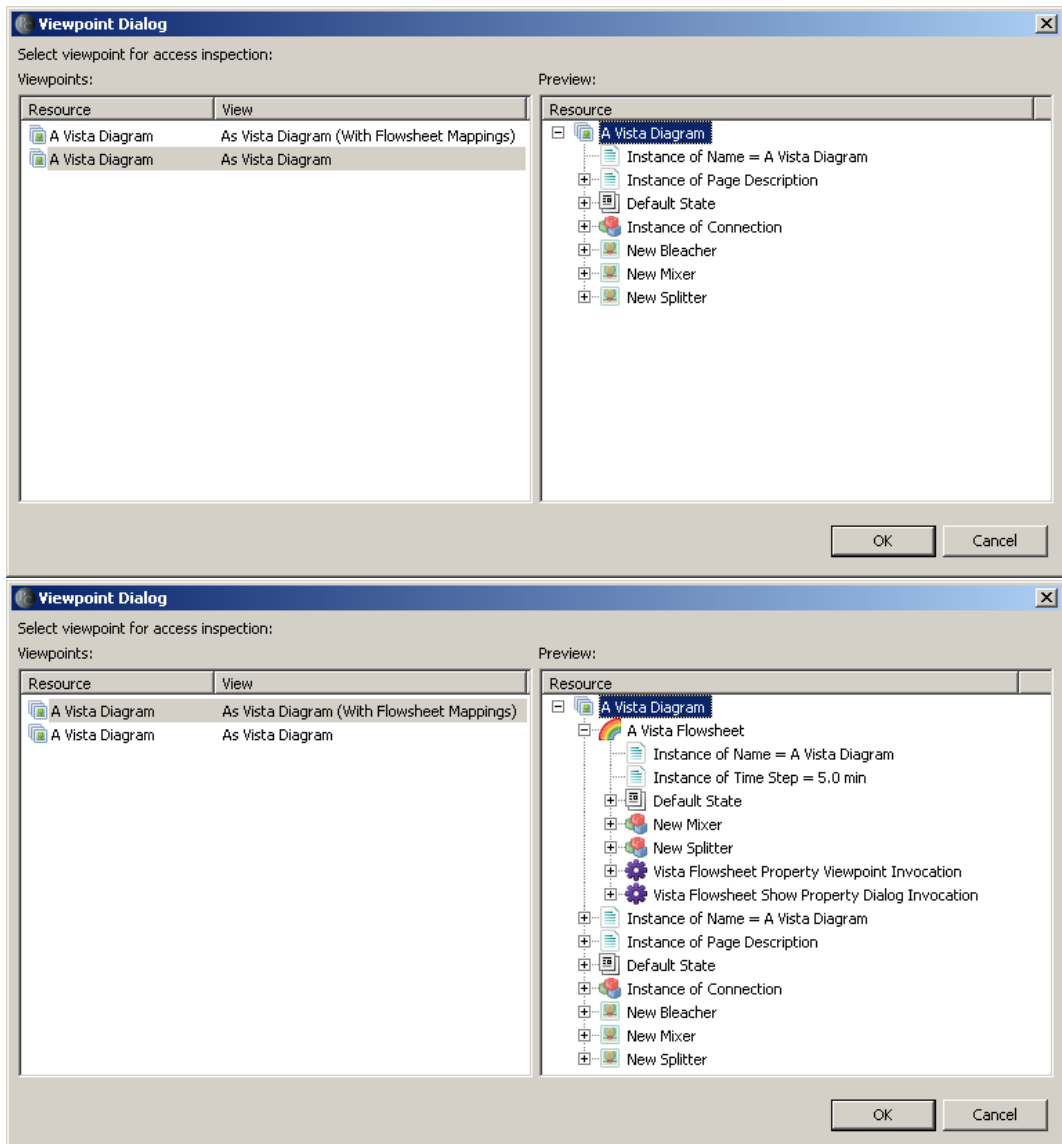 Viewpoint Dialog
Select viewpoint for access inspection:
Viewpoints:
Resource View
A Vista Diagram As Vista Diagram (With Flowsheet Mappings)
A Vista Diagram As Vista Diagram
Preview:
Resource
A Vista Diagram
Instance of Name = A Vista Diagram
Instance of Page Description
Default State
Instance of Connection
New Bleacher
New Mixer
New Splitter
OK Cancel
Viewpoint Dialog
Select viewpoint for access inspection:
Viewpoints:
Resource View
A Vista Diagram As Vista Diagram (With Flowsheet Mappings)
A Vista Diagram As Vista Diagram
Preview:
Resource
A Vista Diagram
A Vista Flowsheet
Instance of Name = A Vista Diagram
Instance of Time Step = 5.0 min
Default State
New Mixer
New Splitter
Vista Flowsheet Property Viewpoint Invocation
Vista Flowsheet Show Property Dialog Invocation
Instance of Name = A Vista Diagram
Instance of Page Description
Default State
Instance of Connection
New Bleacher
New Mixer
New Splitter
OK Cancel